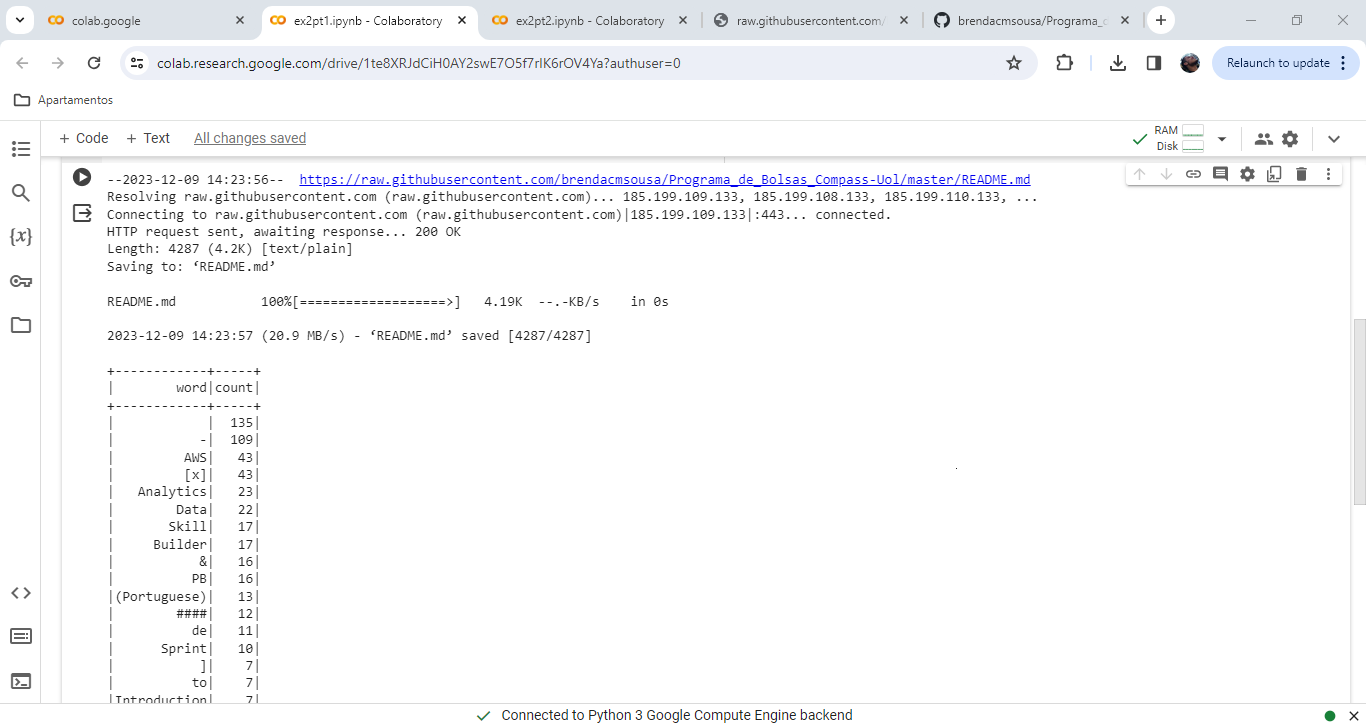 colab.google
ex2pt1.ipynb - Colaboratory
ex2pt2.ipynb - Colaboratory
raw.githubusercontent.com/
brendacmsousa/Programa_d
colab.research.google.com/drive/1te8XRJdCiH0AY2swE7O5f7rlK6rOV4Ya?authuser=0
Relaunch to update
Apartamentos
+ Code + Text All changes saved
RAM
Disk
--2023-12-09 14:23:56-- https://raw.githubusercontent.com/brendacmsousa/Programa_de_Bolsas_Compass-Uol/master/README.md
Resolving raw.githubusercontent.com (raw.githubusercontent.com)... 185.199.109.133, 185.199.108.133, 185.199.110.133, ...
Connecting to raw.githubusercontent.com (raw.githubusercontent.com)|185.199.109.133|:443... connected.
HTTP request sent, awaiting response... 200 OK
Length: 4287 (4.2K) [text/plain]
Saving to: ‘README.md’
README.md 100%[===================>] 4.19K --.-KB/s in 0s
2023-12-09 14:23:57 (20.9 MB/s) - ‘README.md’ saved [4287/4287]
+------------+-----+
| word|count|
+------------+-----+
| | 135|
| -| 109|
| AWS| 43|
| [x]| 43|
| Analytics| 23|
| Data| 22|
| Skill| 17|
| Builder| 17|
| &| 16|
| PB| 16|
|(Portuguese)| 13|
| ####| 12|
| de| 11|
| Sprint| 10|
| ]| 7|
| to| 7|
|Introduction| 7|
Connected to Python 3 Google Compute Engine backend